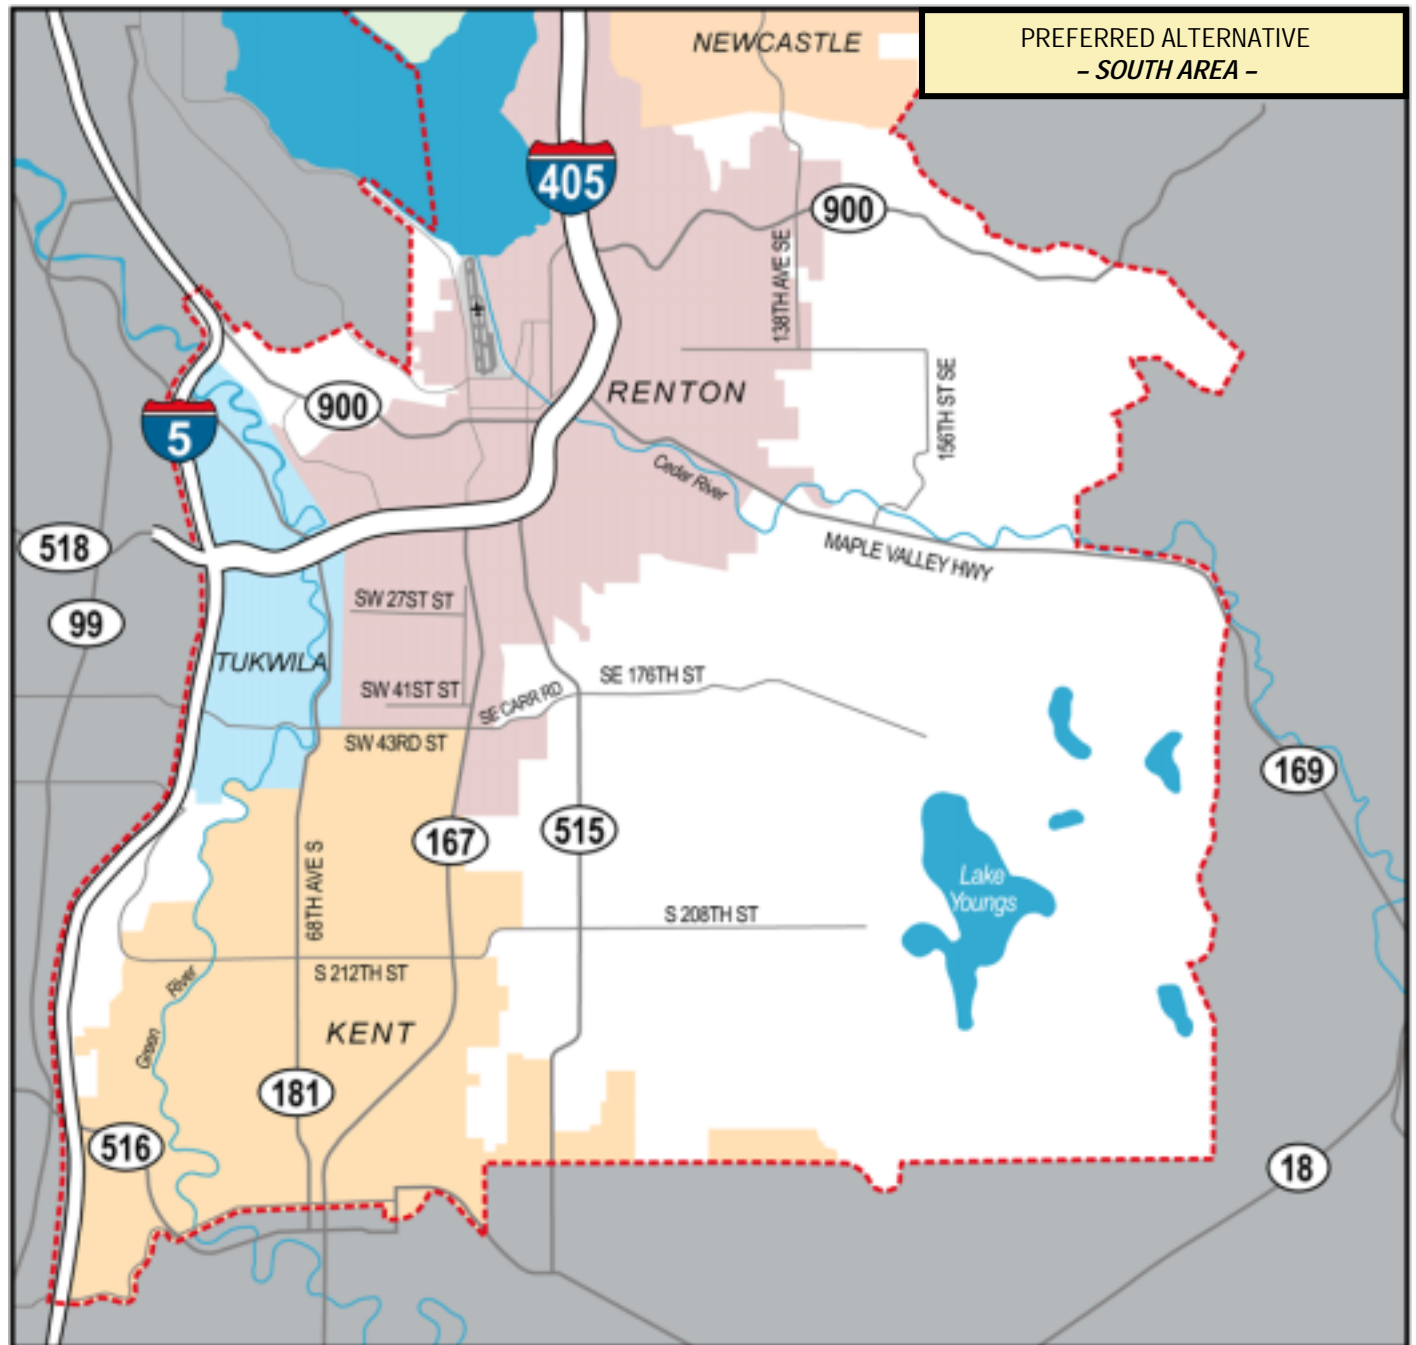 PREFERRED ALTERNATIVE
– SOUTH AREA –
NEWCASTLE
405
900
138TH AVE SE
156TH ST SE
RENTON
900
5
Cedar River
MAPLE VALLEY HWY
518
99
SW 27ST ST
TUKWILA
SW 41ST ST
SE CARR RD
SE 176TH ST
SW 43RD ST
169
167
515
68TH AVE S
Lake
Youngs
S 208TH ST
S 212TH ST
Green River
KENT
181
516
18